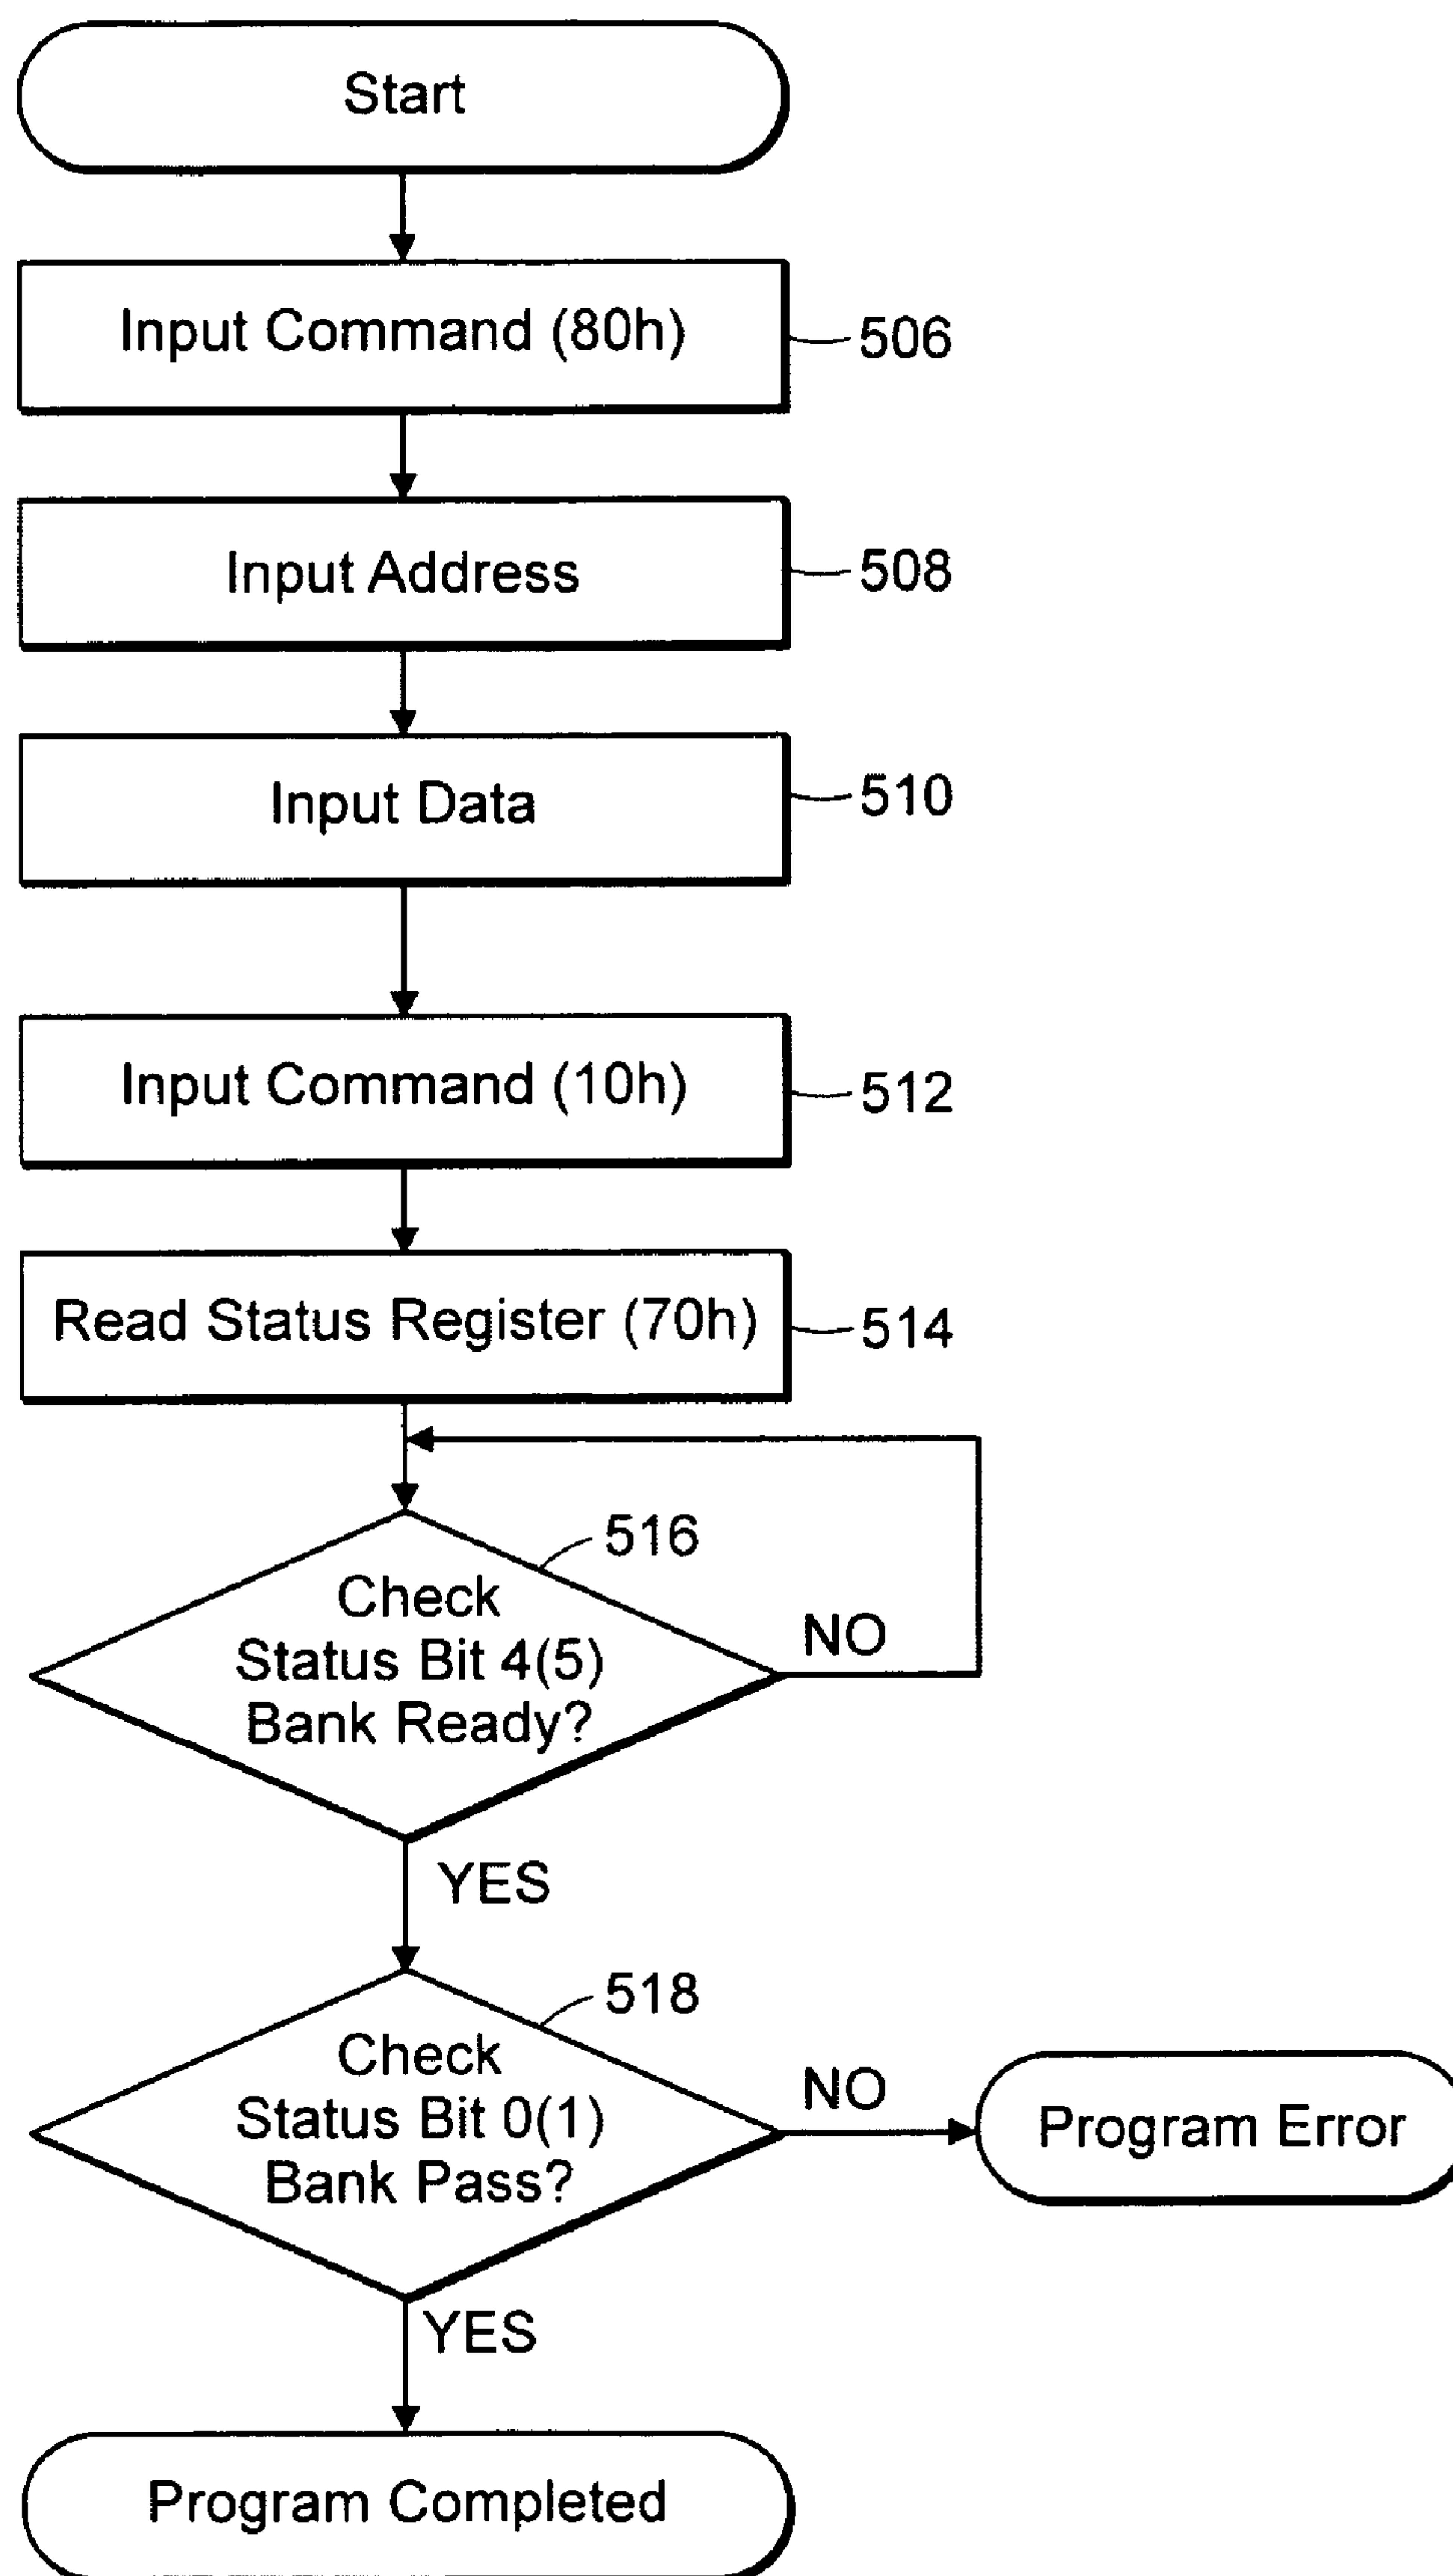 Start
Input Command (80h)
506
Input Address
508
Input Data
510
Input Command (10h)
512
Read Status Register (70h)
514
516
Check
Status Bit 4(5)
Bank Ready?
NO
YES
518
Check
Status Bit 0(1)
Bank Pass?
NO
Program Error
YES
Program Completed